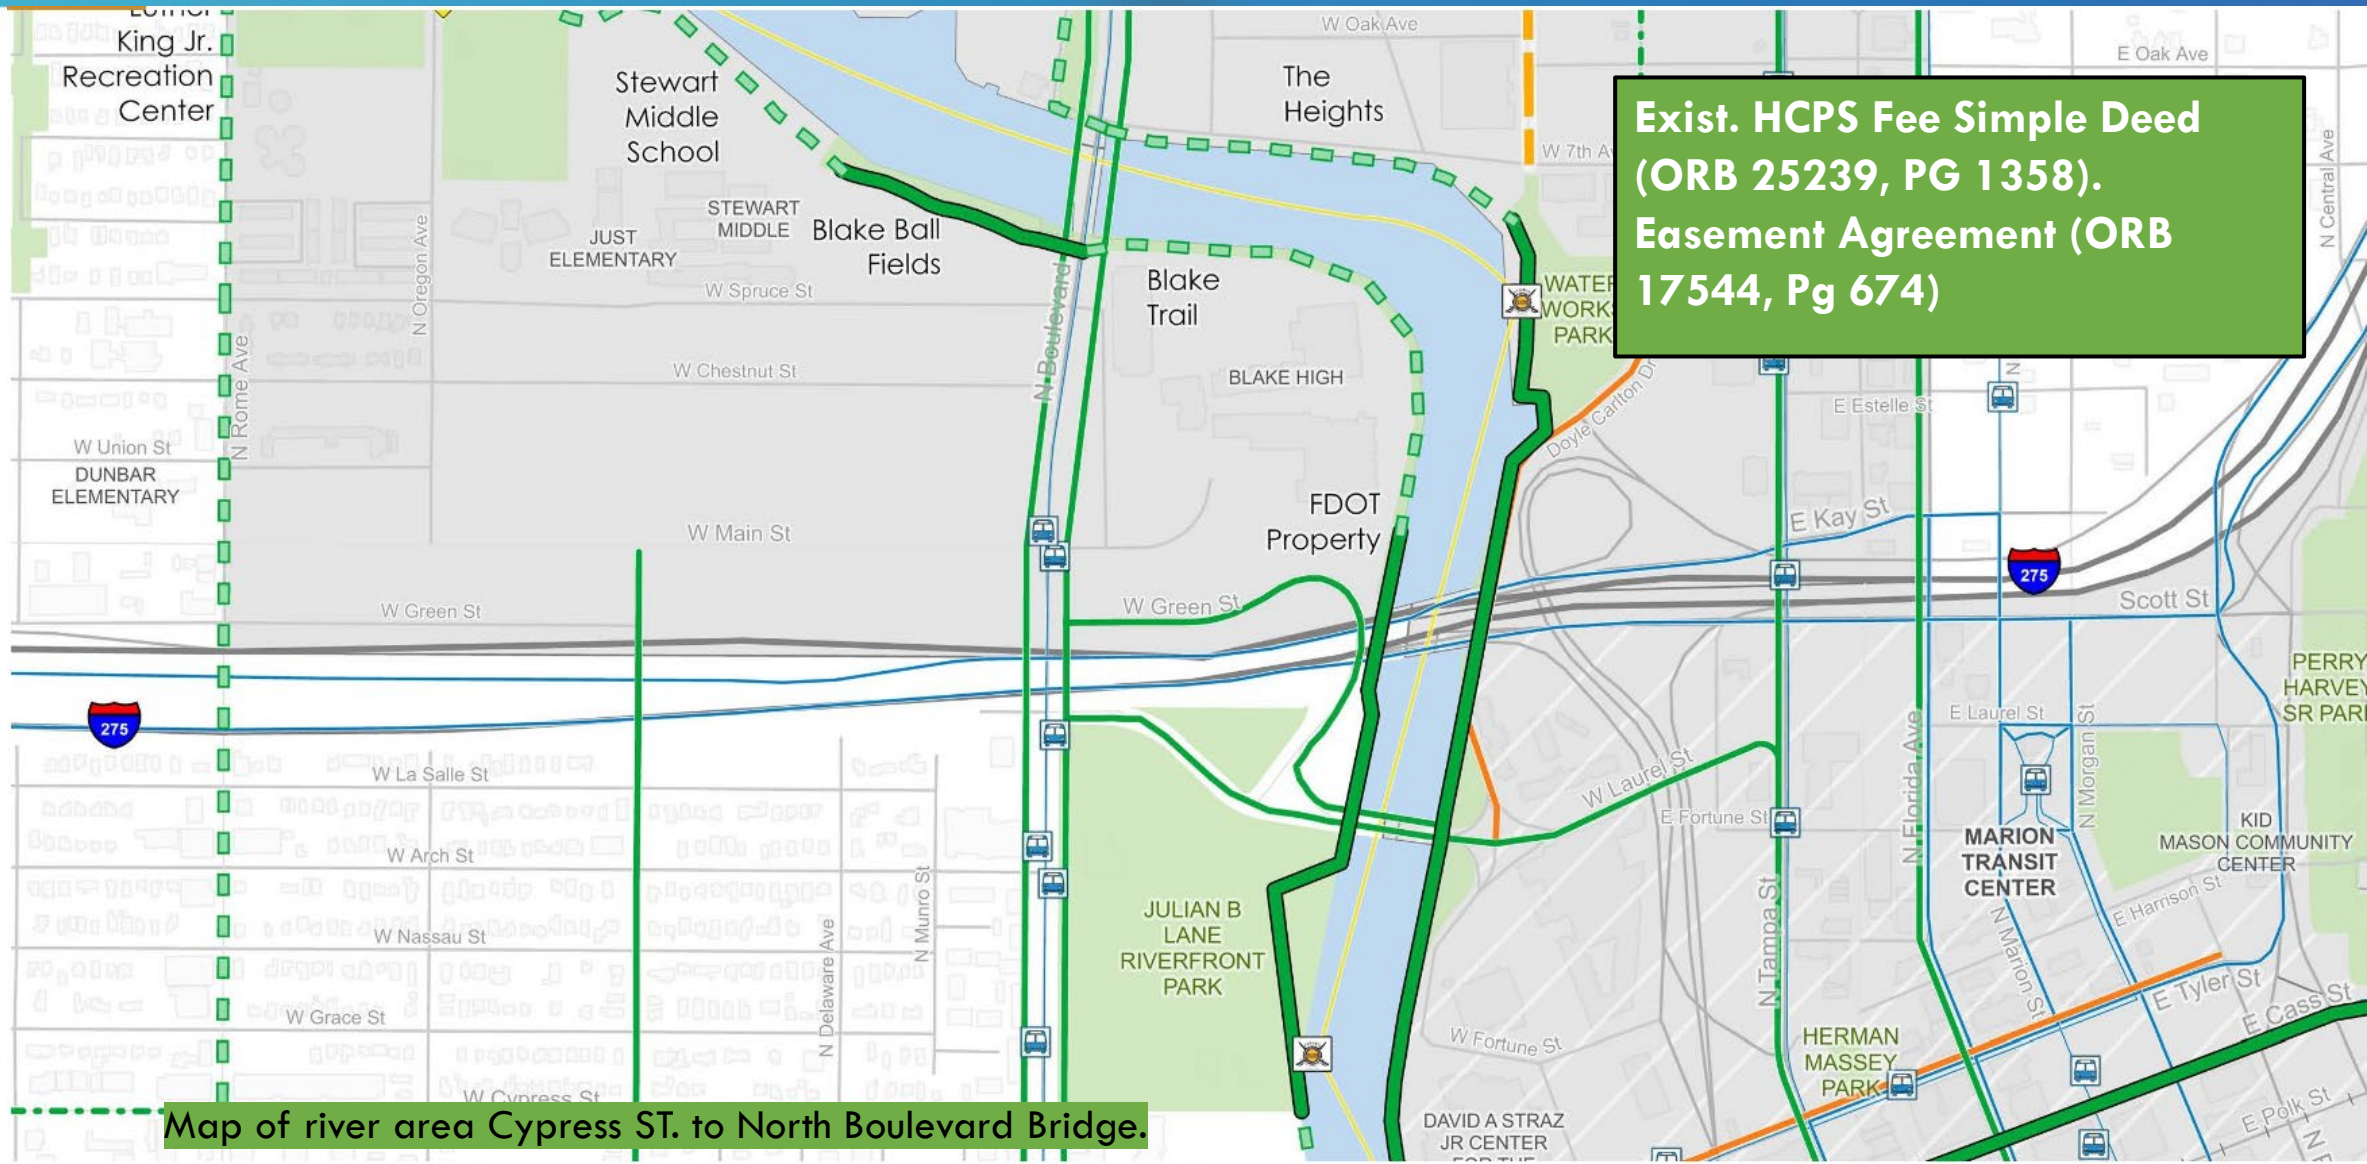 King Jr.
Recreation
Center
Stewart
Middle
School
W Oak Ave
The
Heights
E Oak Ave
Exist. HCPS Fee Simple Deed
(ORB 25239, PG 1358).
Easement Agreement (ORB
17544, Pg 674)
W 7th A
N Central Ave
STEWART
MIDDLE
JUST
ELEMENTARY
Blake Ball
Fields
N Oregon Ave
W Spruce St
N Boulevard
Blake
Trail
WATER
WORKS
PARK
N Rome Ave
W Chestnut St
BLAKE HIGH
Doyle Carlton Dr
N
E Estelle St
W Union St
DUNBAR
ELEMENTARY
W Main St
FDOT
Property
E Kay St
275
W Green St
W Green St
Scott St
275
PERRY
HARVEY
SR PARK
E Laurel St
N Morgan St
N Florida Ave
W La Salle St
W Laurel St
E Fortune St
MARION
TRANSIT
CENTER
KID
MASON COMMUNITY
CENTER
W Arch St
N Munro St
N Tampa St
E Harrison St
JULIAN B
LANE
RIVERFRONT
PARK
W Nassau St
N Delaware Ave
N Marion St
W Grace St
E Tyler St
E Cass St
W Fortune St
HERMAN
MASSEY
PARK
W Cypress St
Map of river area Cypress ST. to North Boulevard Bridge.
DAVID A STRAZ
JR CENTER
FOR THE
E Polk St
N